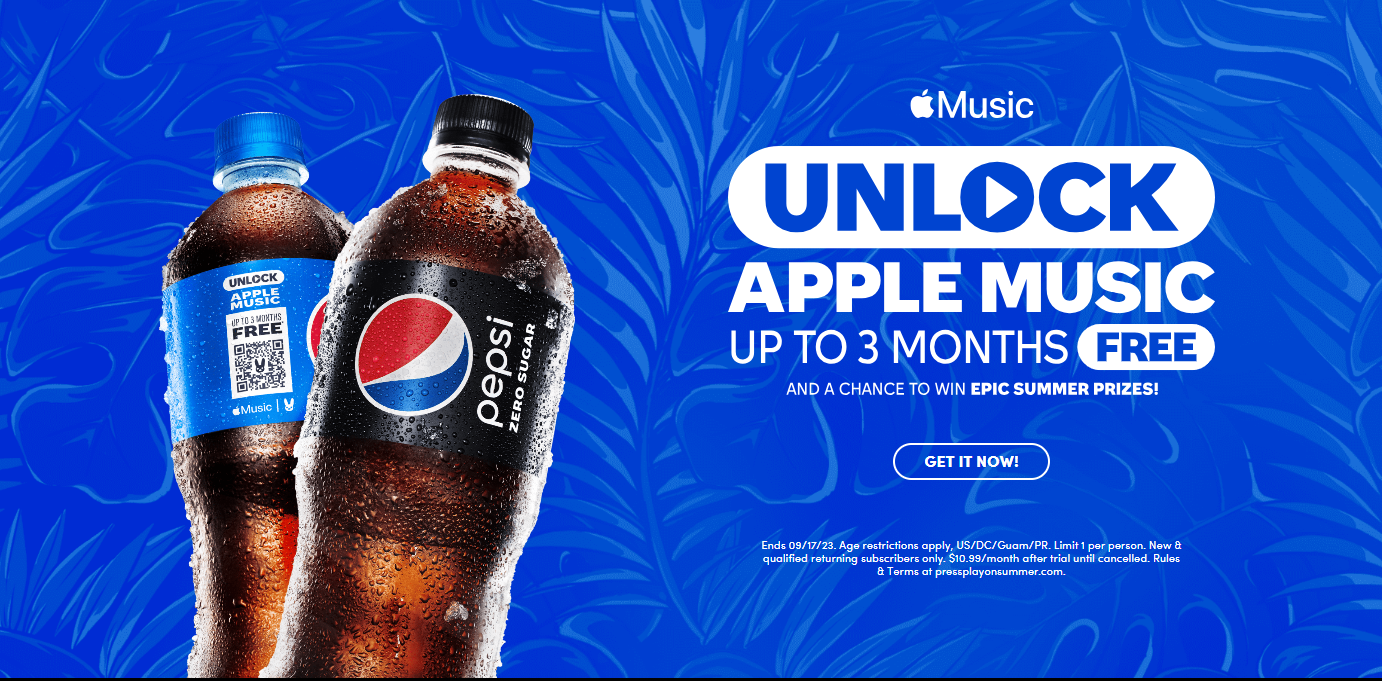 Music
UNLOCK
APPLE MUSIC
UP TO 3 MONTHS FREE
AND A CHANCE TO WIN EPIC SUMMER PRIZES!
GET IT NOW!
Ends 09/17/23. Age restrictions apply, US/DC/Guam/PR. Limit 1 per person. New &
qualified returning subscribers only. $10.99/month after trial until cancelled. Rules
& Terms at pressplayonsummer.com.
UNLOCK
APPLE
MUSIC
UP TO 3 MONTHS
FREE
Music
pepsi
ZERO SUGAR